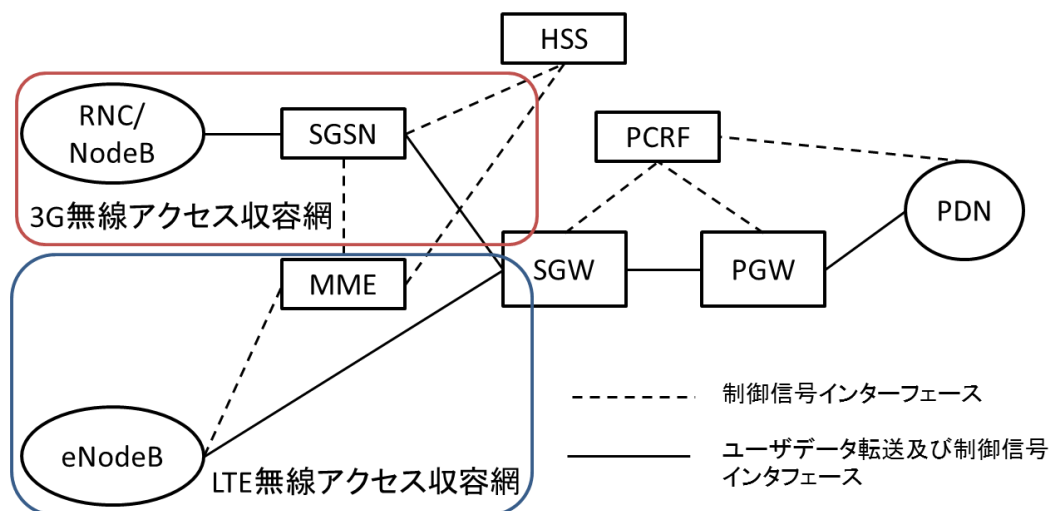 HSS
RNC/
NodeB
SGSN
PCRF
3G無線アクセス収容網
PDN
MME
SGW
PGW
制御信号インターフェース
eNodeB
LTE無線アクセス収容網
ユーザデータ転送及び制御信号
インタフェース